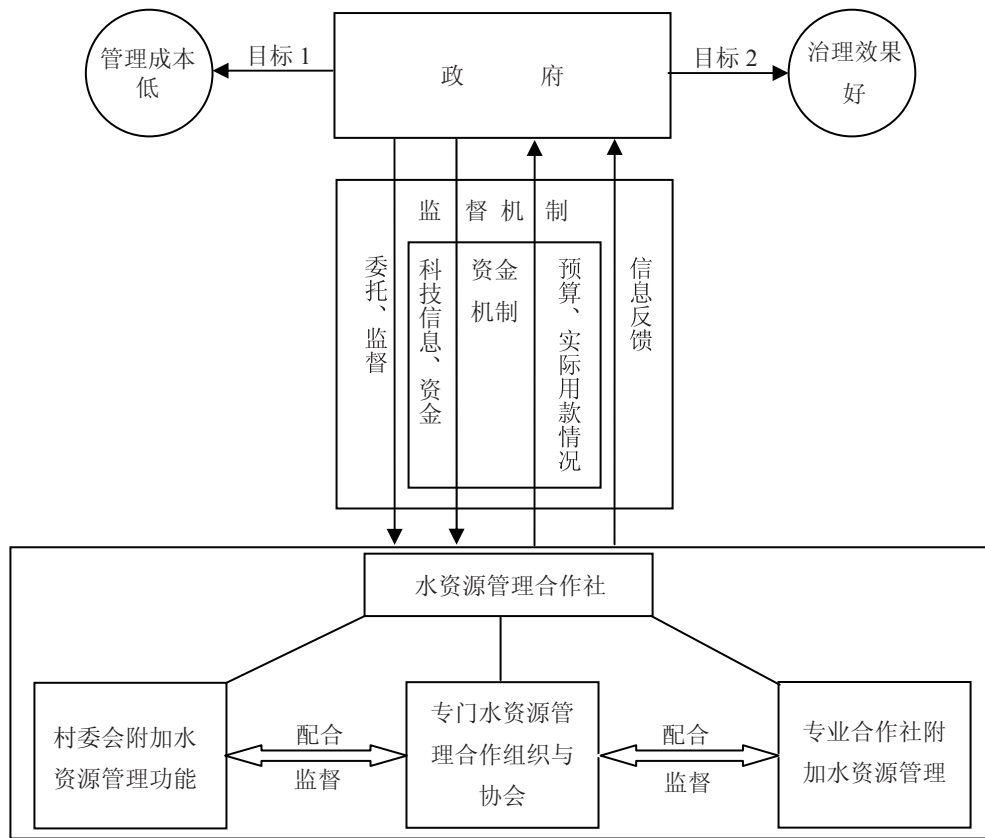 管理成本
低
目标 1
政 府
目标 2
治理效果
好
监 督 机 制
委托、监督
科技信息、资金
资金
机制
预算、实际用款情况
信息反馈
水资源管理合作社
村委会附加水
资源管理功能
配合
监督
专门水资源管
理合作组织与
协会
配合
监督
专业合作社附
加水资源管理